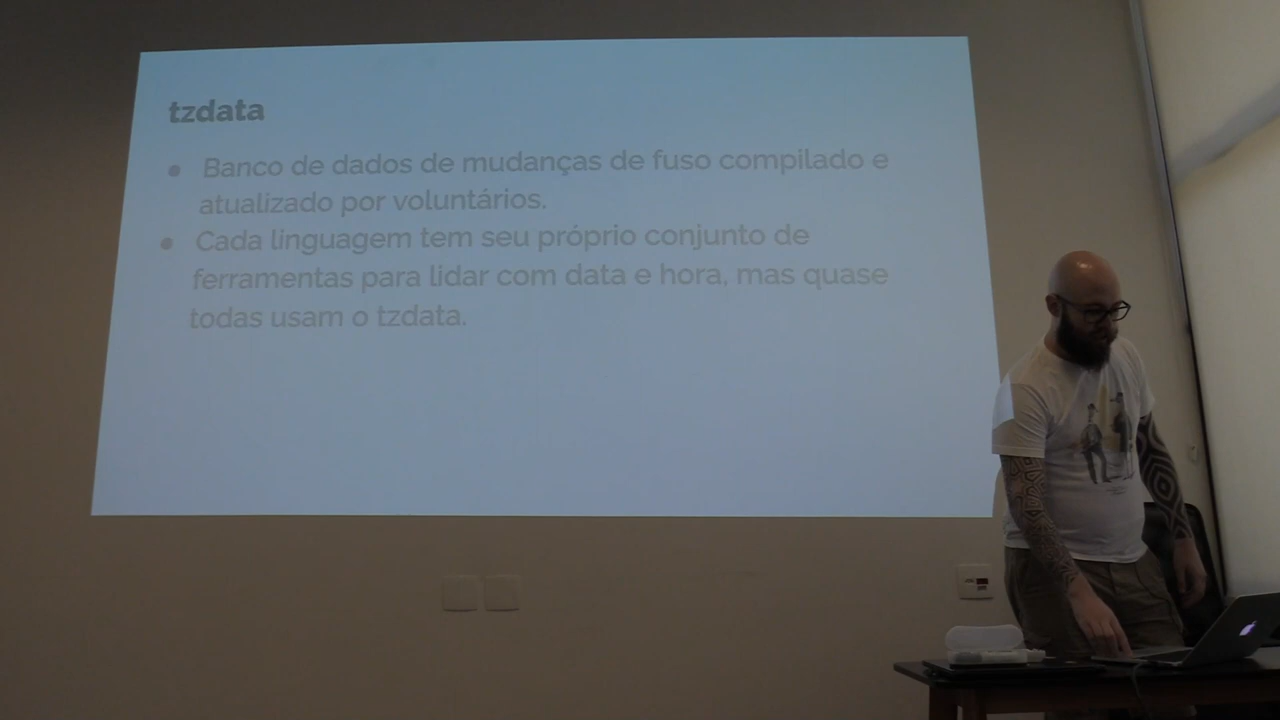 tzdata
● Banco de dados de mudanças de fuso compilado e
atualizado por voluntários.
● Cada linguagem tem seu próprio conjunto de
ferramentas para lidar com data e hora, mas quase
todas usam o tzdata.